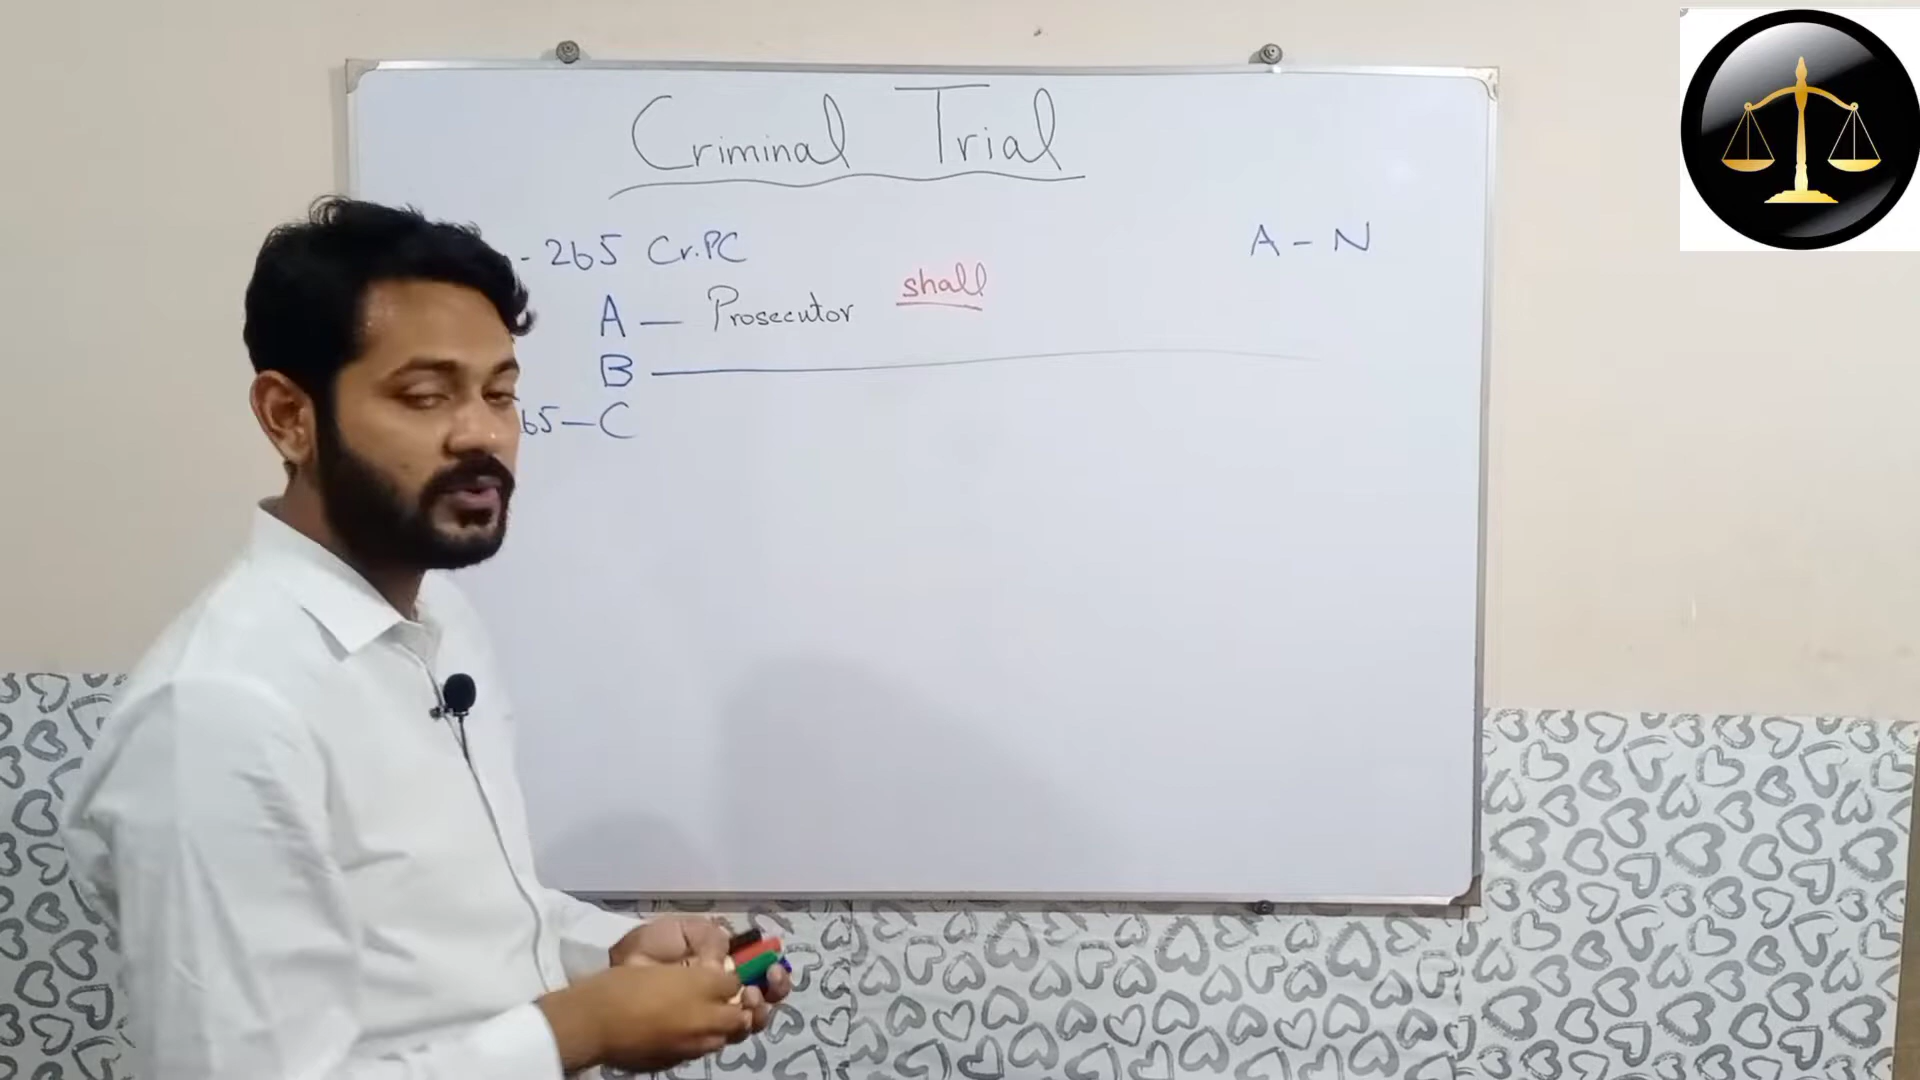 Criminal Trial
- 265 Cr.PC
A - N
A — Prosecutor shall
B —
65 — C